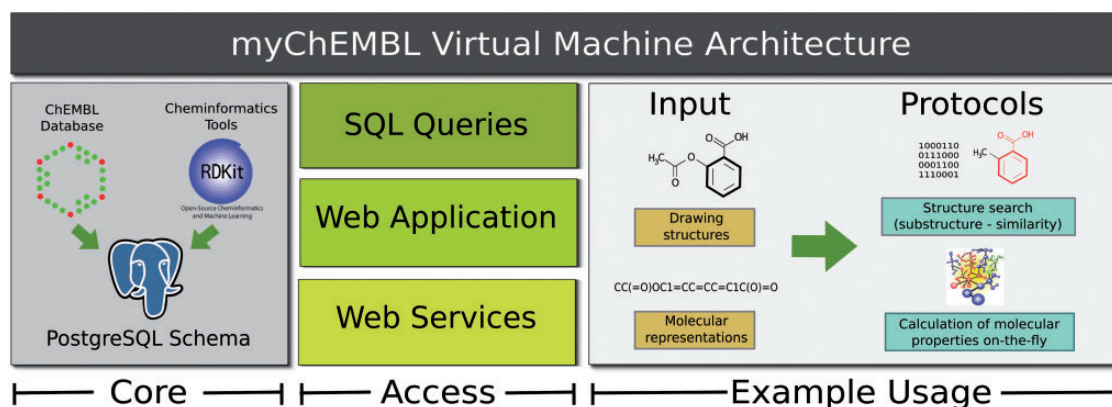 myChEMBL Virtual Machine Architecture
ChEMBL
Database
Cheminformatics
Tools
RDKit
Open-Source Cheminformatics
and Machine Learning
PostgreSQL Schema
SQL Queries
Web Application
Web Services
Input
O
OH
H₃C
O
O
Drawing
structures
CC(=O)OC1=CC=CC=C1C(O)=O
Molecular
representations
Protocols
1000110
0111000
0001100
1110001
O
OH
H₃C
Structure search
(substructure - similarity)
Calculation of molecular
properties on-the-fly
Core
Access
Example Usage